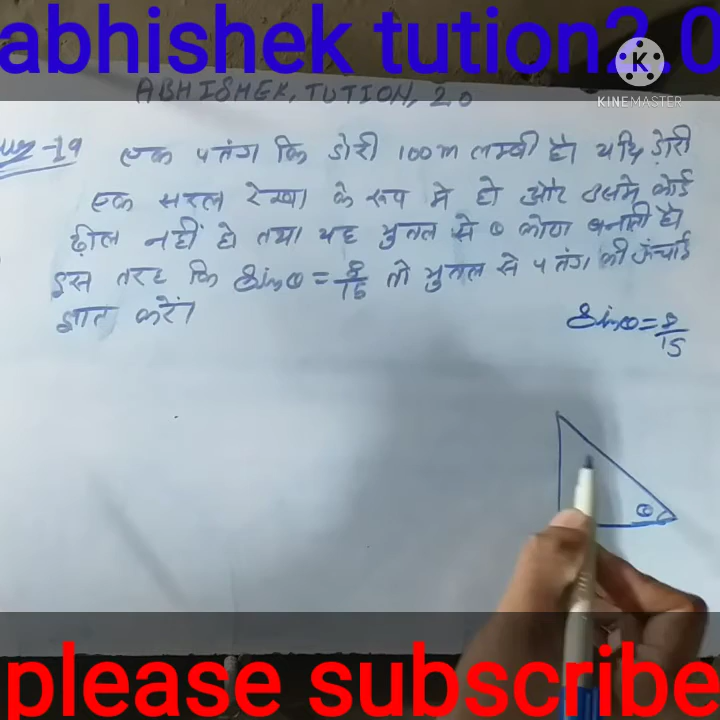 abhishek tution2.0
K
KINEMASTER
ABHISHEK, TUTION, 2.0
एक पतंग कि डोरी 100m लम्बी है। यदि डोरी
एक सरल रेखा के रूप मे हो और उसमे कोई
ढ़ील नहीं हो तथा यह भुतल से θ कोण बनाती है।
इस तरह कि Sinθ = 8/15 तो भुतल से पतंग की ऊंचाई
ज्ञात करें।
Sinθ = 8/15
θ
please subscribe